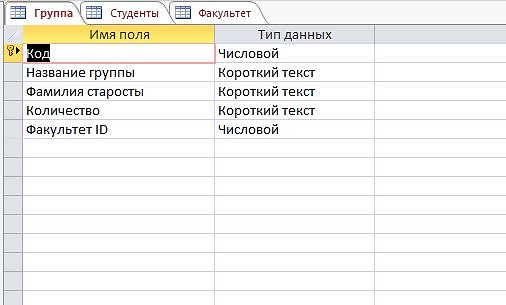 Группа Студенты Факультет
Имя поля Тип данных
Код Числовой
Название группы Короткий текст
Фамилия старосты Короткий текст
Количество Короткий текст
Факультет ID Числовой